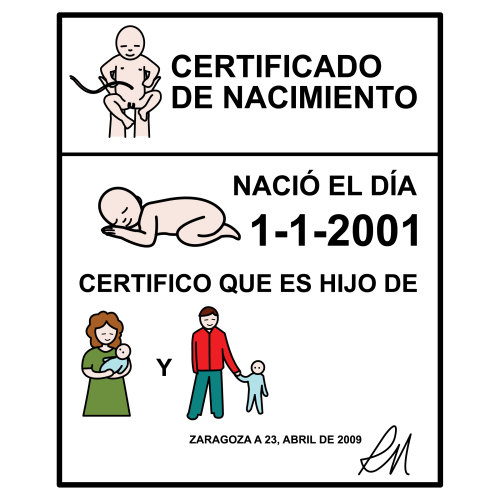 CERTIFICADO
DE NACIMIENTO
NACIÓ EL DÍA
1-1-2001
CERTIFICO QUE ES HIJO DE
Y
ZARAGOZA A 23, ABRIL DE 2009